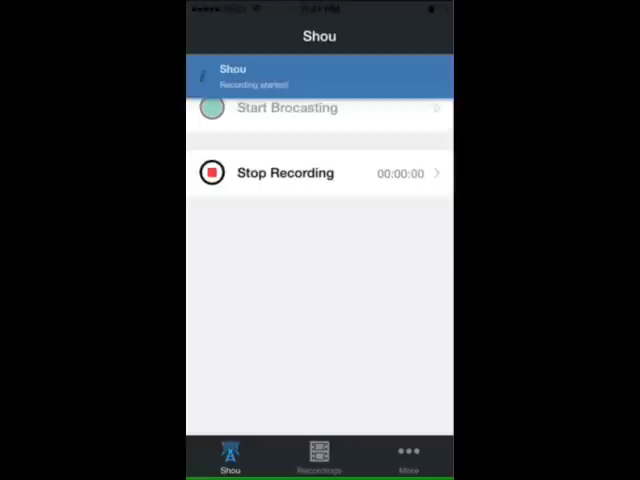 Shou
Shou
Recording started!
Start Brocasting
Stop Recording 00:00:00
Shou Recordings More